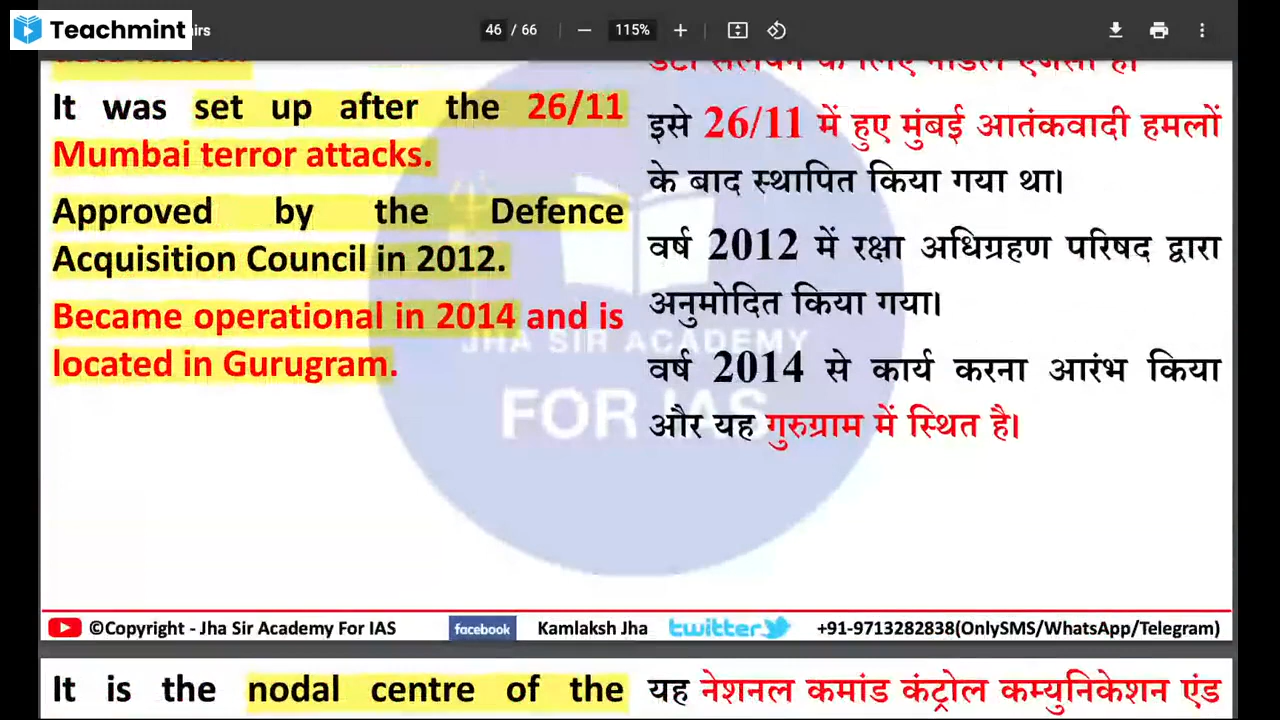 Teachmint
irs
46 / 66
115%
It was set up after the 26/11
Mumbai terror attacks.
Approved by the Defence
Acquisition Council in 2012.
Became operational in 2014 and is
located in Gurugram.
डेटा संलयन के लिए नोडल एजेंसी है।
इसे 26/11 में हुए मुंबई आतंकवादी हमलों
के बाद स्थापित किया गया था।
वर्ष 2012 में रक्षा अधिग्रहण परिषद द्वारा
अनुमोदित किया गया।
वर्ष 2014 से कार्य करना आरंभ किया
और यह गुरुग्राम में स्थित है।
JHA SIR ACADEMY
FOR IAS
©Copyright - Jha Sir Academy For IAS
facebook
Kamlaksh Jha
twitter
+91-9713282838(OnlySMS/WhatsApp/Telegram)
It is the nodal centre of the
यह नेशनल कमांड कंट्रोल कम्युनिकेशन एंड